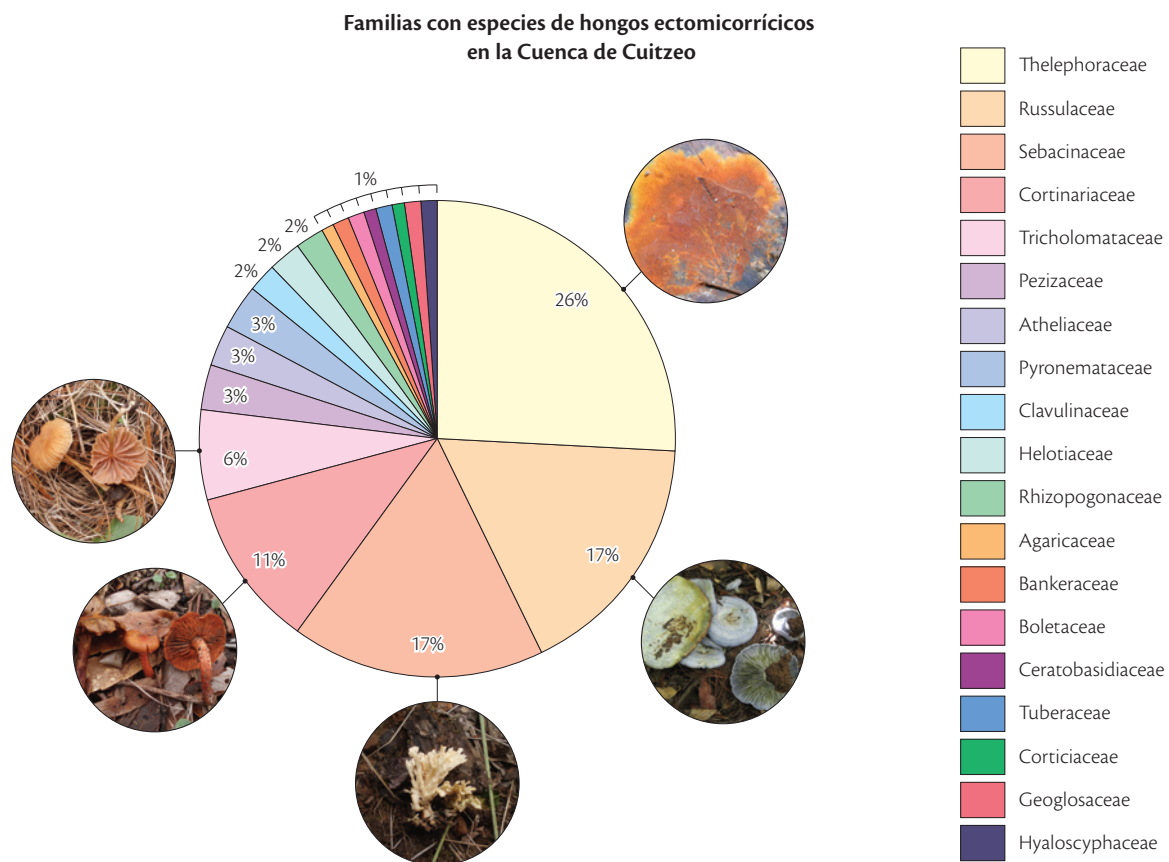 Familias con especies de hongos ectomicorrícicos
en la Cuenca de Cuitzeo
1%
2%
2%
2%
3%
3%
3%
6%
11%
17%
17%
26%
Thelephoraceae
Russulaceae
Sebacinaceae
Cortinariaceae
Tricholomataceae
Pezizaceae
Atheliaceae
Pyronemataceae
Clavulinaceae
Helotiaceae
Rhizopogonaceae
Agaricaceae
Bankeraceae
Boletaceae
Ceratobasidiaceae
Tuberaceae
Corticiaceae
Geoglosaceae
Hyaloscyphaceae